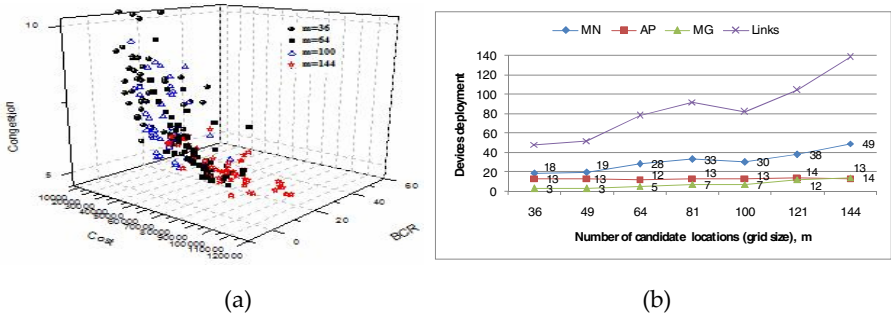 m=36
m=64
m=100
m=144
10
5
Congestion
Cost
BCR
0
20
40
60
(a)
MN AP MG Links
Devices deployment
140
120
100
80
60
40
20
0
18 19 28 33 30 38 49
13 13 12 13 13 14 13
3 3 5 7 7 12 14
36 49 64 81 100 121 144
Number of candidate locations (grid size), m
(b)